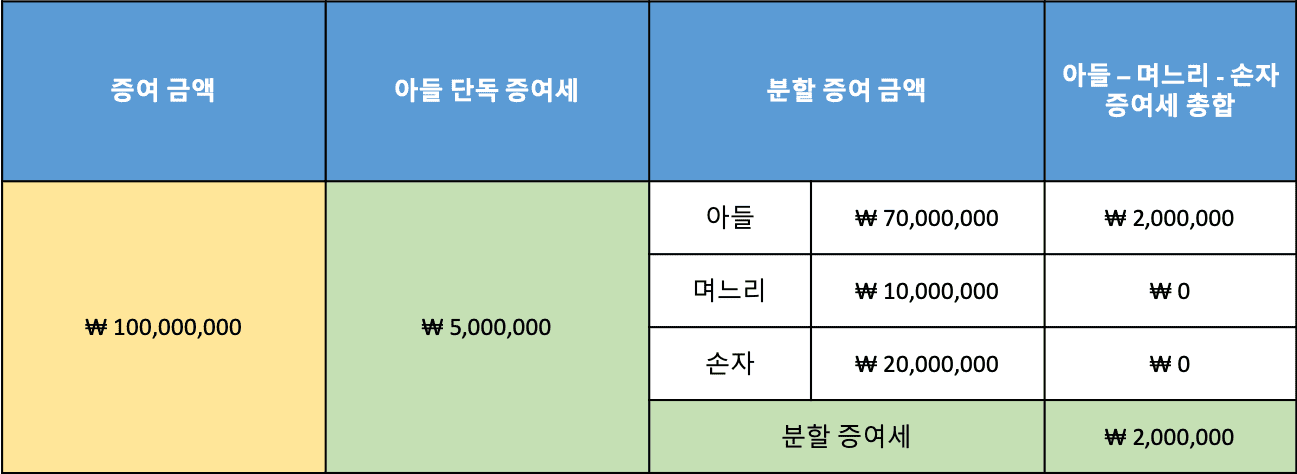 증여 금액
아들 단독 증여세
분할 증여 금액
아들 – 며느리 - 손자
증여세 총합
₩ 100,000,000
₩ 5,000,000
아들
₩ 70,000,000
₩ 2,000,000
며느리
₩ 10,000,000
₩ 0
손자
₩ 20,000,000
₩ 0
분할 증여세
₩ 2,000,000